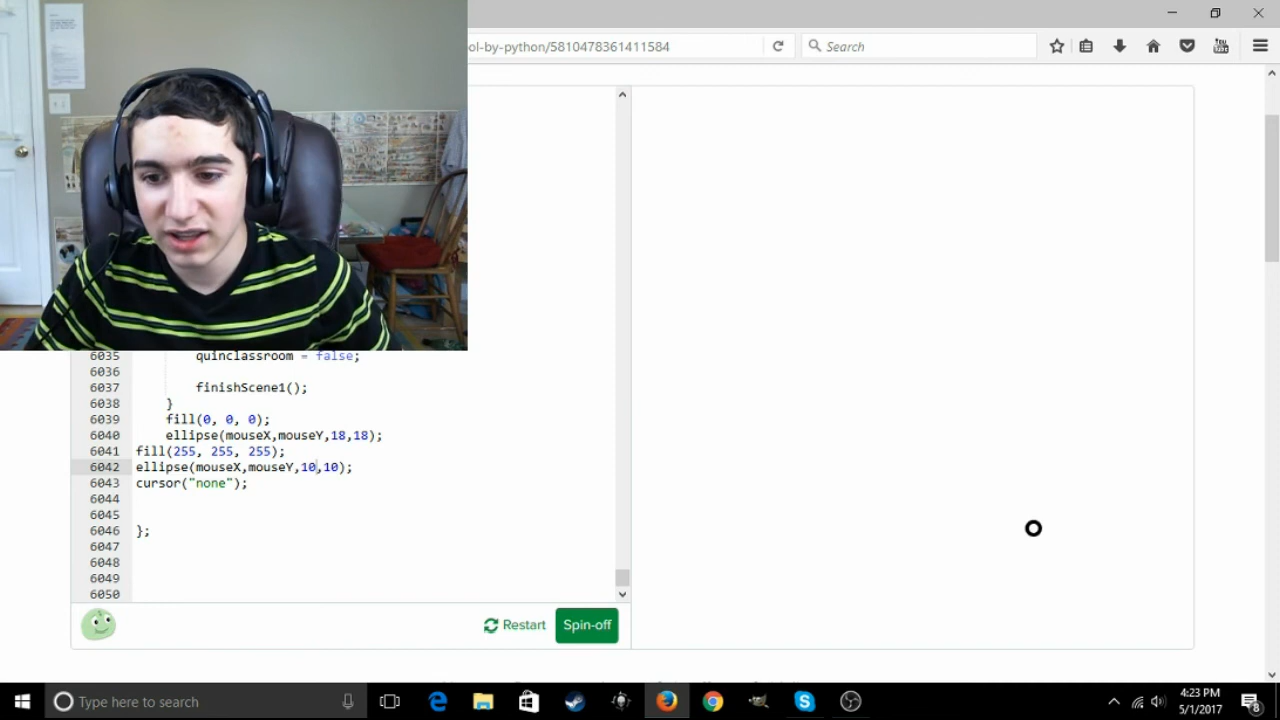 ol-by-python/5810478361411584
Search
6035 quinclassroom = false;
6036
6037 finishScene1();
6038 }
6039 fill(0, 0, 0);
6040 ellipse(mouseX,mouseY,18,18);
6041 fill(255, 255, 255);
6042 ellipse(mouseX,mouseY,10,10);
6043 cursor("none");
6044
6045
6046 };
6047
6048
6049
6050
Restart
Spin-off
Type here to search
4:23 PM
5/1/2017
8